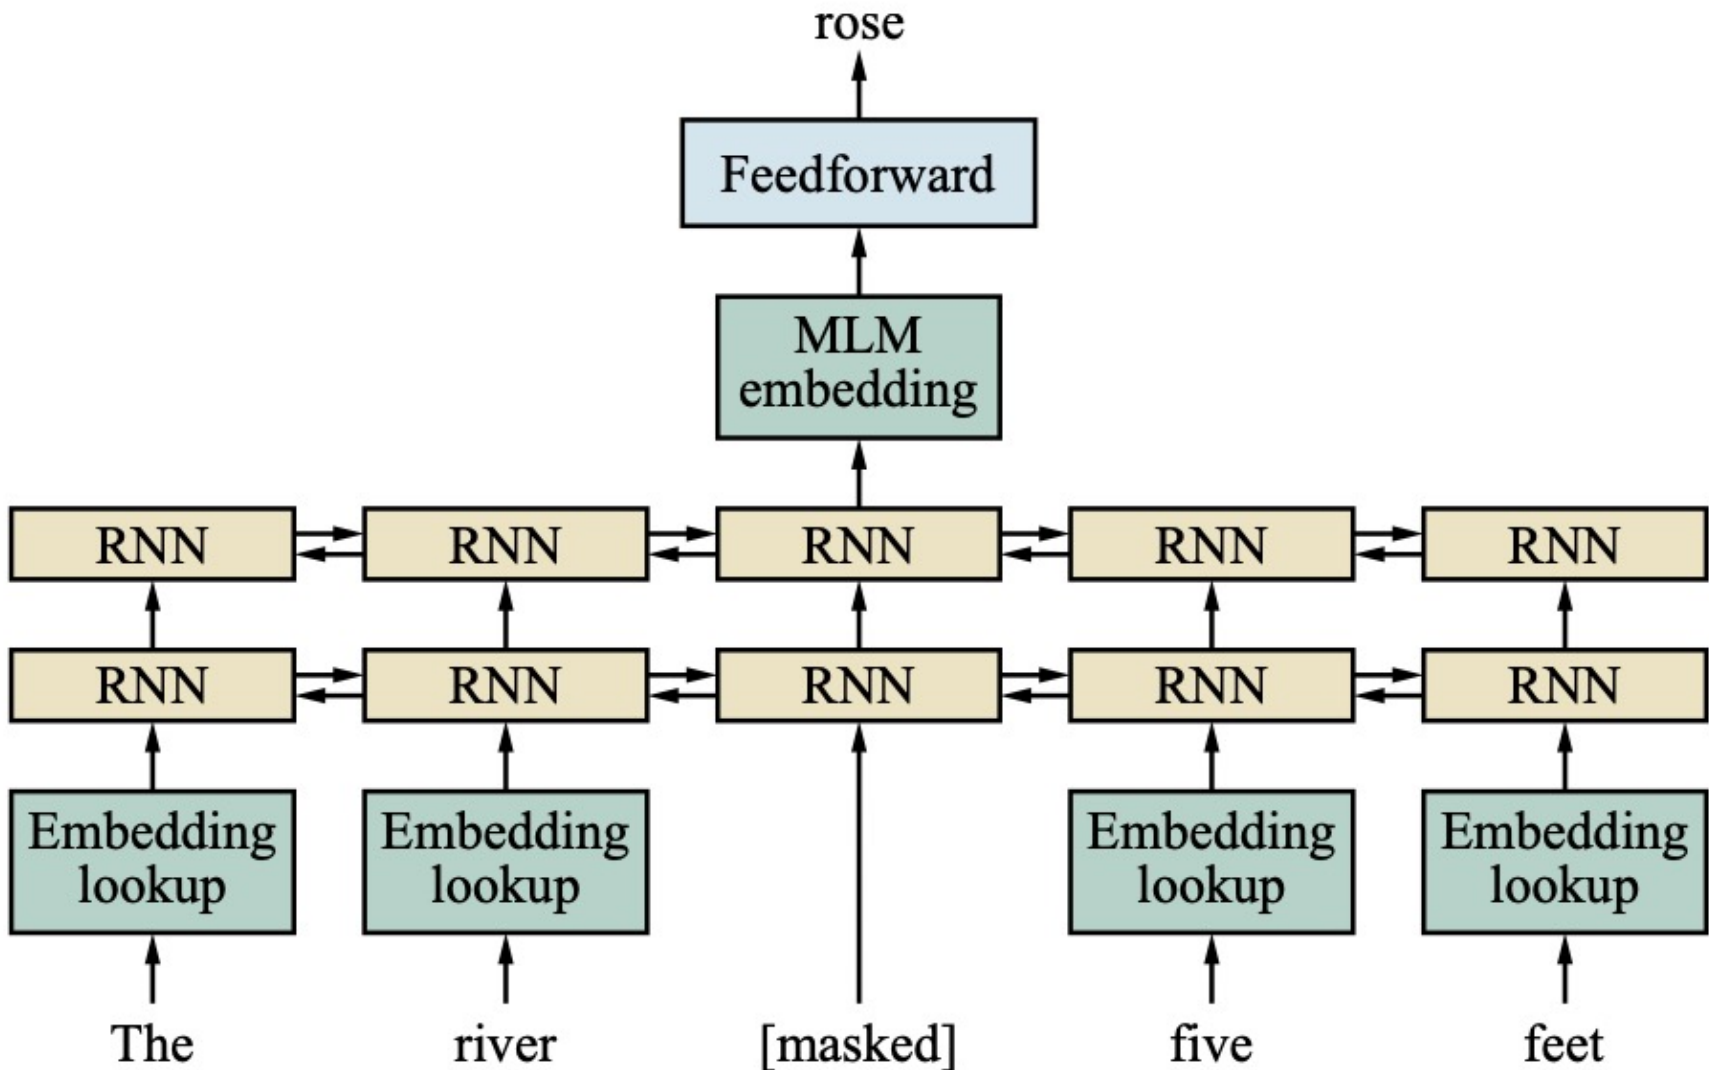 rose
Feedforward
MLM
embedding
RNN RNN RNN RNN RNN
RNN RNN RNN RNN RNN
Embedding Embedding Embedding Embedding
lookup lookup lookup lookup
The river [masked] five feet